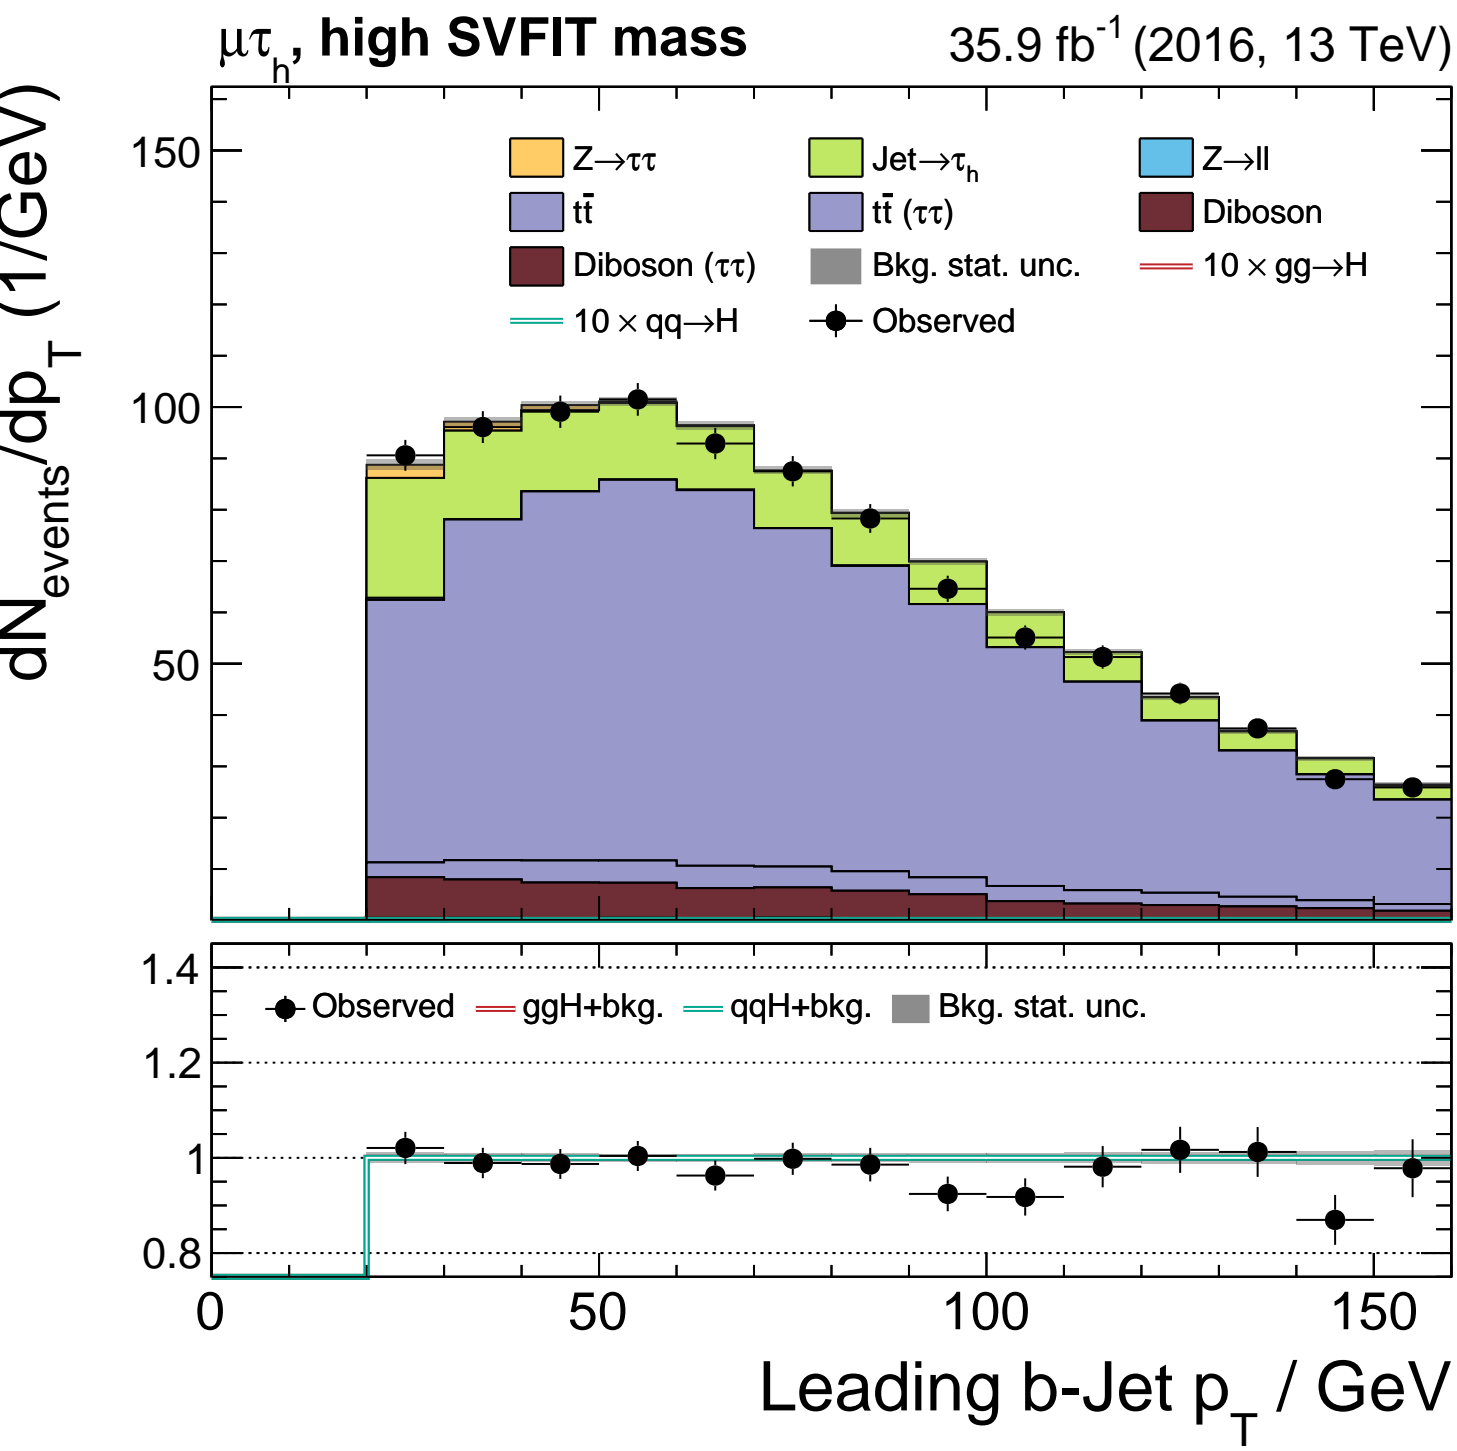 μτh, high SVFIT mass 35.9 fb-1 (2016, 13 TeV)
dNevents/dpT (1/GeV)
150
100
50
Z→ττ Jet→τh Z→ll
tt̄ tt̄ (ττ) Diboson
Diboson (ττ) Bkg. stat. unc. 10 × gg→H
10 × qq→H Observed
1.4
1.2
1
0.8
Observed ggH+bkg. qqH+bkg. Bkg. stat. unc.
0 50 100 150
Leading b-Jet pT / GeV